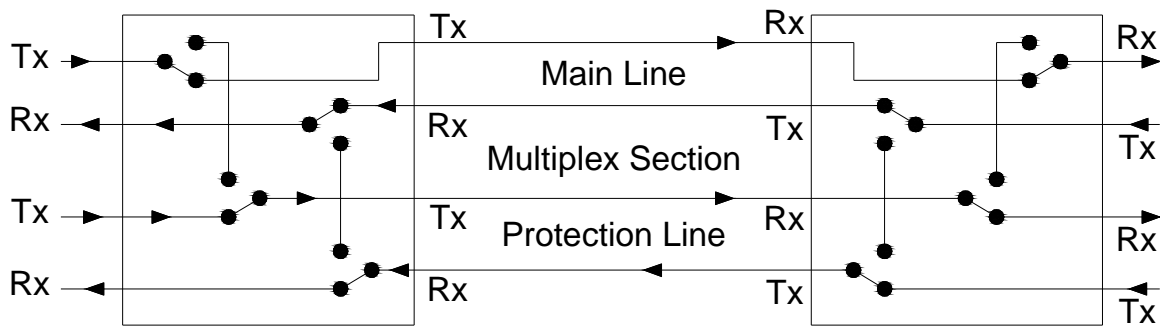 Tx Rx Rx
Tx
Main Line
Rx Rx Tx Tx
Multiplex Section
Tx Tx Rx Rx
Protection Line
Rx Rx Tx Tx